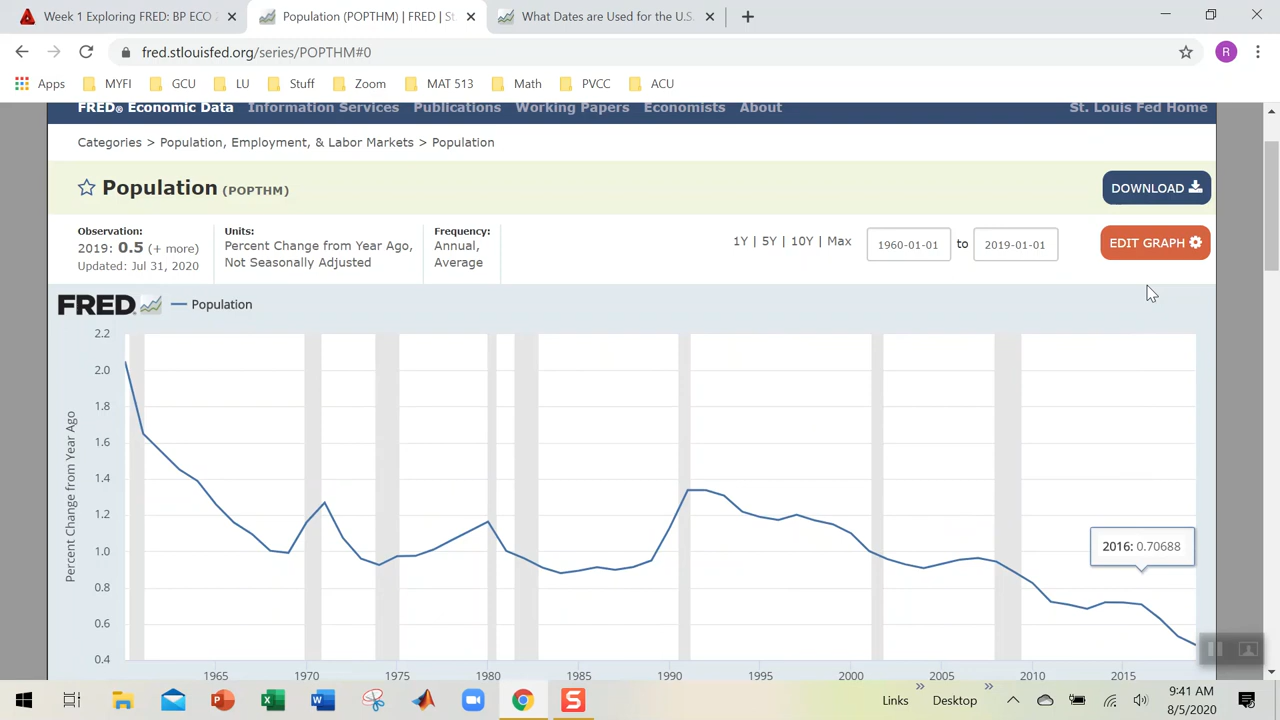 Week 1 Exploring FRED: BP ECO
Population (POPTHM) | FRED | St.
What Dates are Used for the U.S.
fred.stlouisfed.org/series/POPTHM#0
R
Apps MYFI GCU LU Stuff Zoom MAT 513 Math PVCC ACU
FRED® Economic Data Information Services Publications Working Papers Economists About St. Louis Fed Home
Categories > Population, Employment, & Labor Markets > Population
Population (POPTHM)
DOWNLOAD
Observation:
2019: 0.5 (+ more)
Updated: Jul 31, 2020
Units:
Percent Change from Year Ago,
Not Seasonally Adjusted
Frequency:
Annual,
Average
1Y | 5Y | 10Y | Max
1960-01-01 to 2019-01-01
EDIT GRAPH
FRED Population
Percent Change from Year Ago
2.2
2.0
1.8
1.6
1.4
1.2
1.0
0.8
0.6
0.4
2016: 0.70688
1965 1970 1975 1980 1985 1990 1995 2000 2005 2010 2015
Links » Desktop »
9:41 AM
8/5/2020